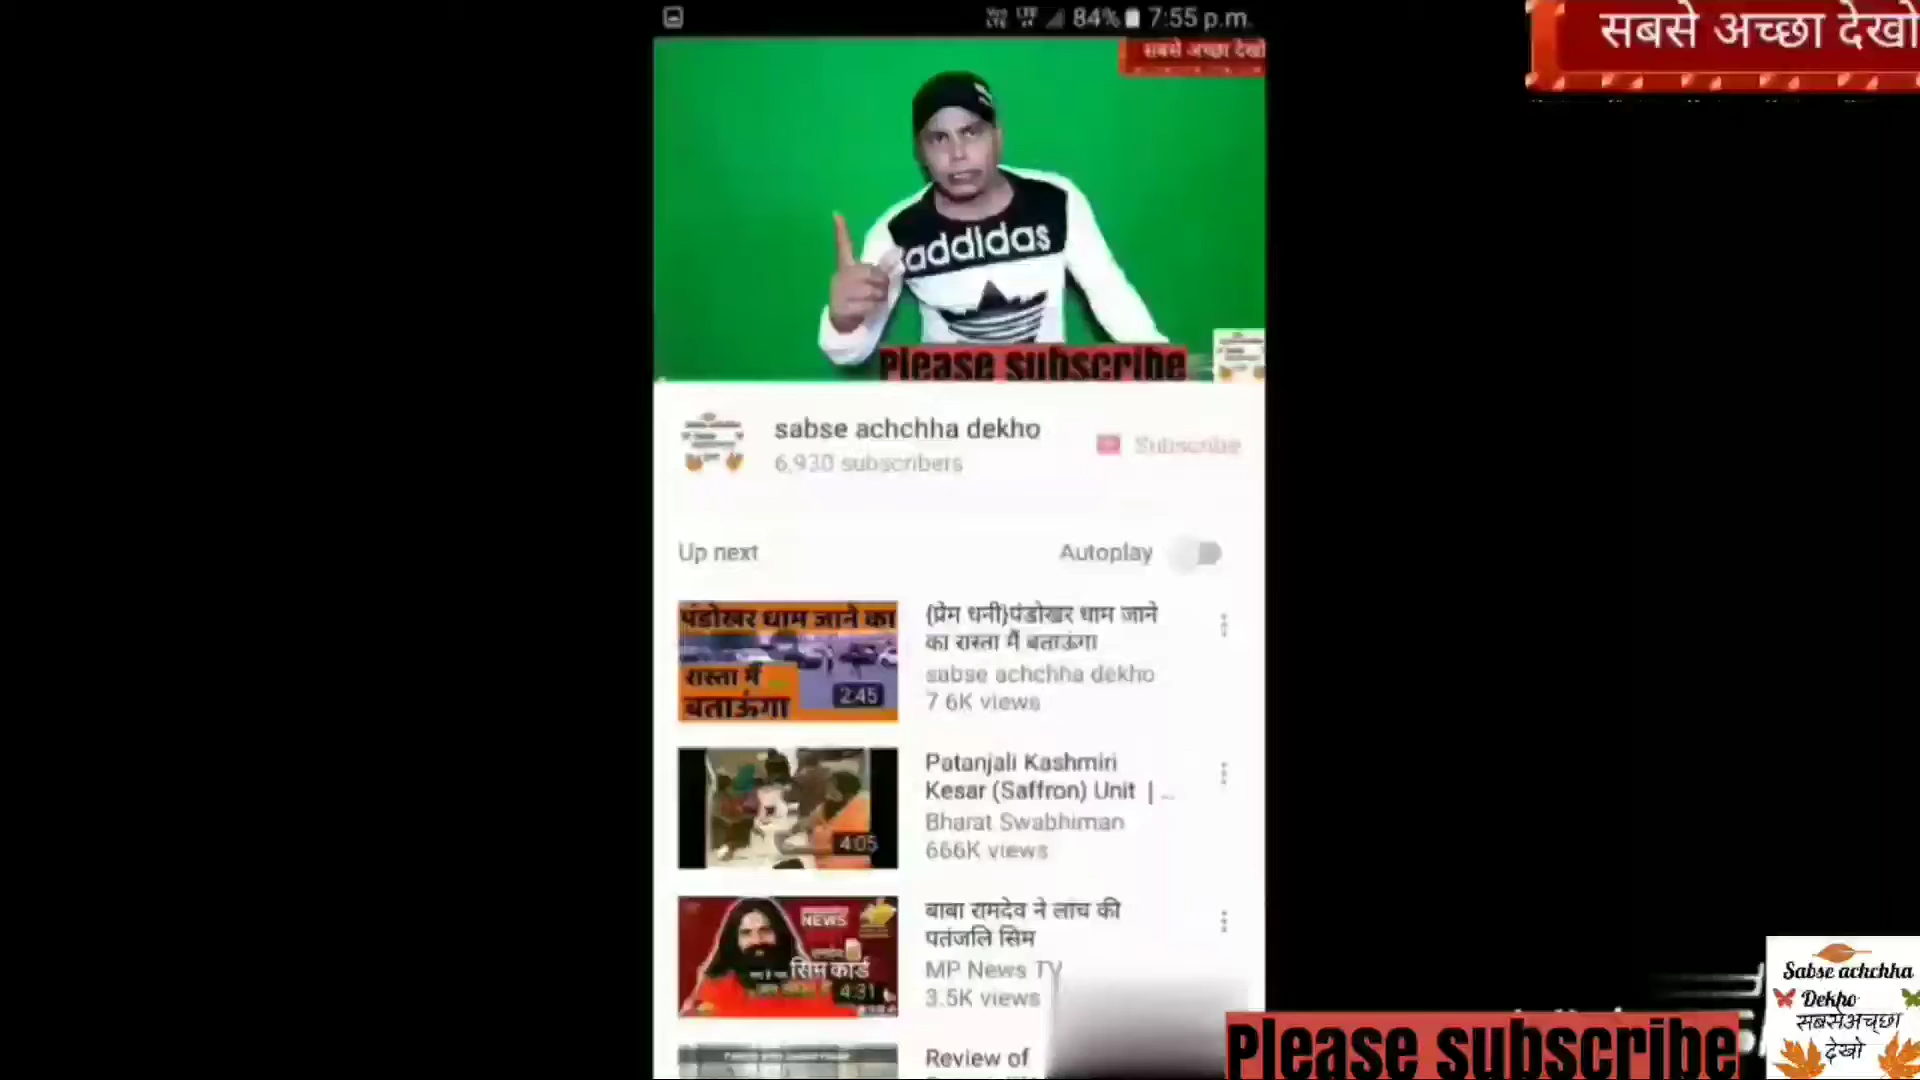 84% 7:55 p.m.
सबसे अच्छा देखो
सबसे अच्छा देखो
addidas
Please subscribe
sabse achchha dekho
6,930 subscribers
Subscribe
Up next
Autoplay
पंडोखर धाम जाने का
रास्ता मैं
बताऊंगा
2:45
{प्रेम धनी}पंडोखर धाम जाने
का रास्ता मैं बताऊंगा
sabse achchha dekho
7.6K views
4:05
Patanjali Kashmiri
Kesar (Saffron) Unit | ...
Bharat Swabhiman
666K views
NEWS
सिम कार्ड
4:31
बाबा रामदेव ने लांच की
पतंजलि सिम
MP News TV
3.5K views
Review of
Please subscribe
Sabse achchha
Dekho
सबसे अच्छा
देखो